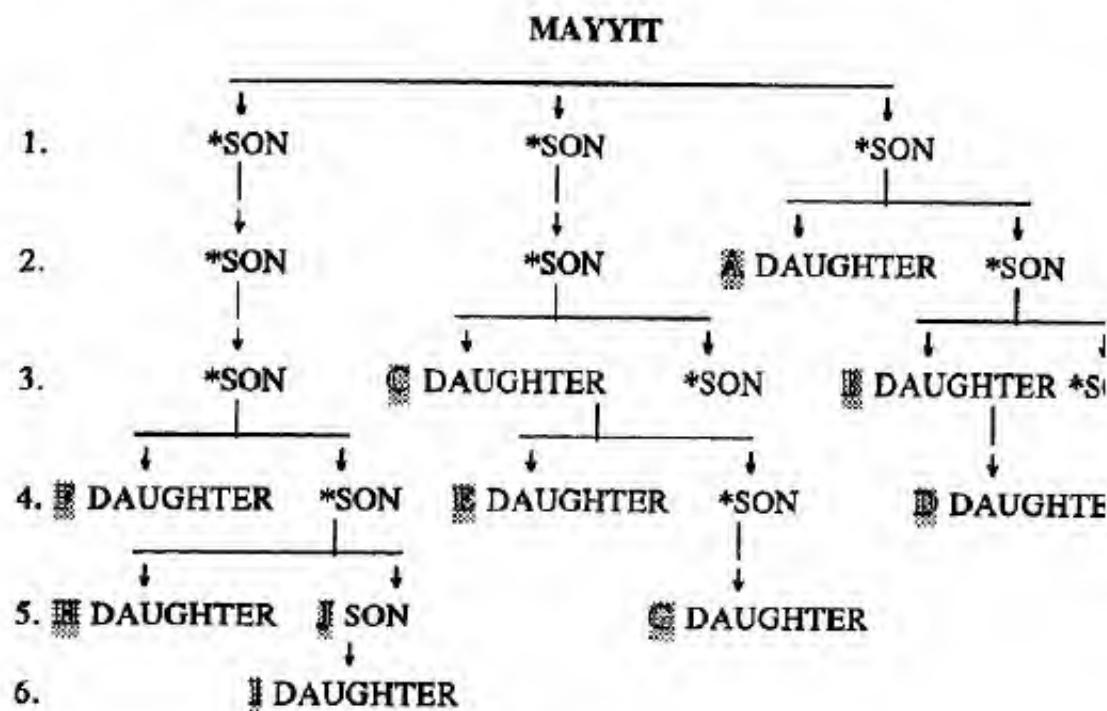 MAYYIT
1. *SON *SON *SON
2. *SON *SON A DAUGHTER *SON
3. *SON C DAUGHTER *SON DAUGHTER *S
4. DAUGHTER *SON E DAUGHTER *SON D DAUGHTE
5. H DAUGHTER J SON G DAUGHTER
6. I DAUGHTER